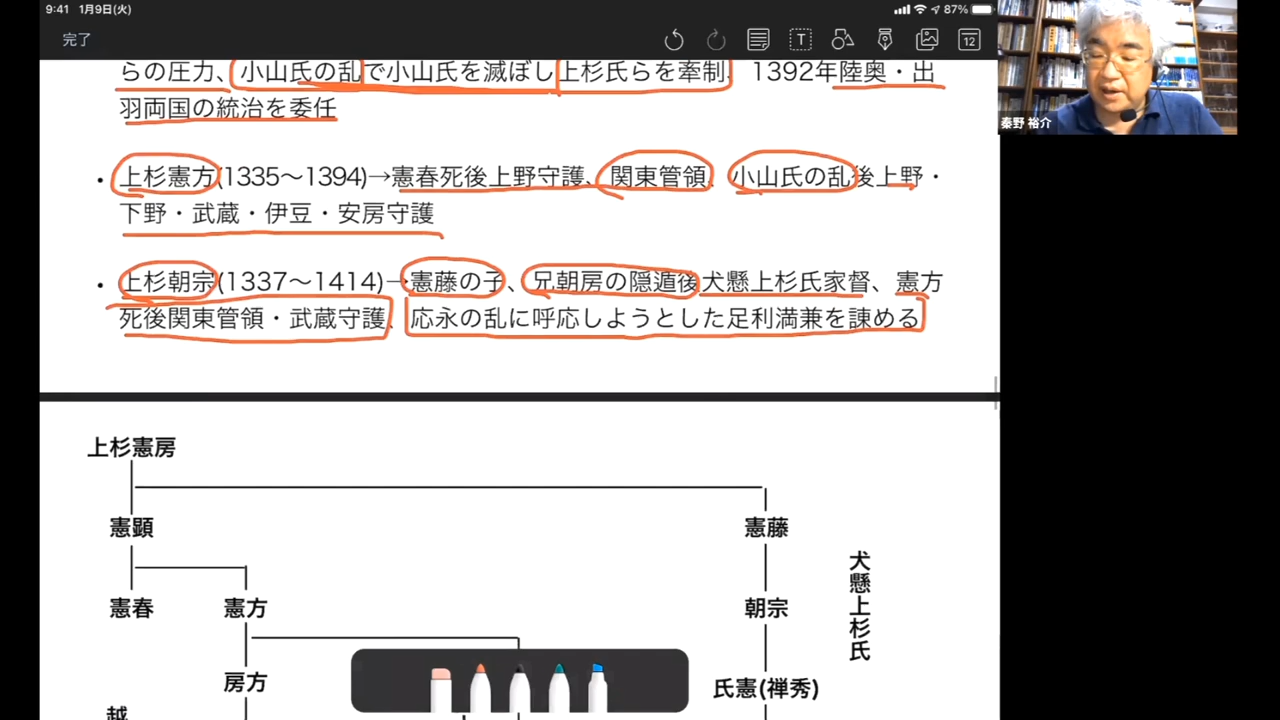 9:41 1月9日(火)
87%
完了
12
らの圧力、小山氏の乱で小山氏を滅ぼし上杉氏らを牽制、1392年陸奥・出
羽両国の統治を委任
秦野 裕介
・上杉憲方(1335〜1394)→憲春死後上野守護、関東管領、小山氏の乱後上野・
下野・武蔵・伊豆・安房守護
・上杉朝宗(1337〜1414)→憲藤の子、兄朝房の隠遁後犬懸上杉氏家督、憲方
死後関東管領・武蔵守護、応永の乱に呼応しようとした足利満兼を諫める
上杉憲房
憲顕
憲藤
犬懸上杉氏
憲春
憲方
朝宗
房方
氏憲(禅秀)
越